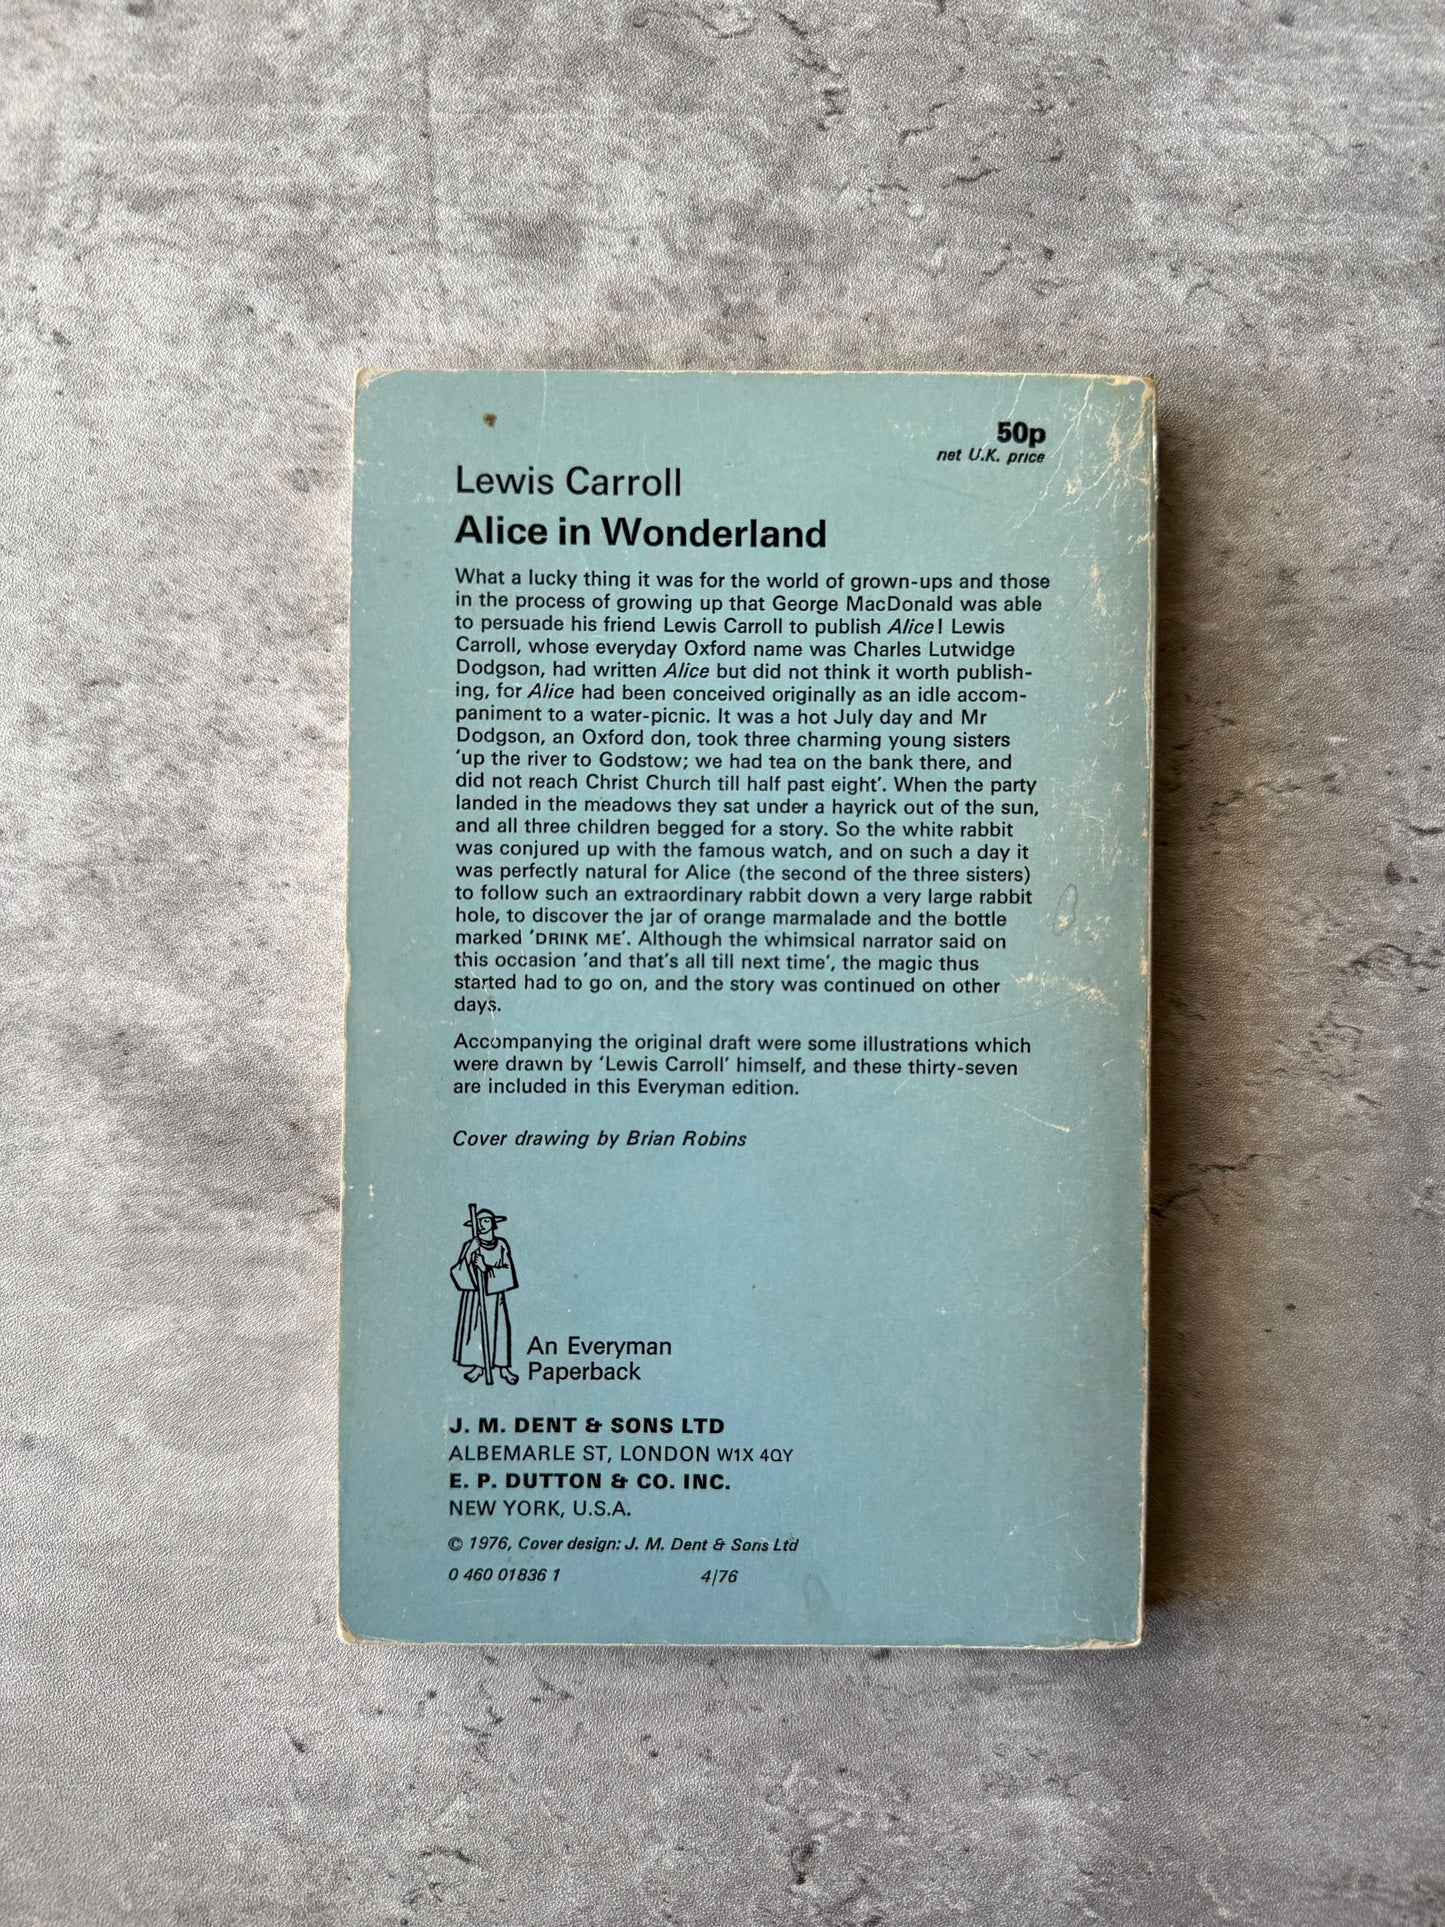 50p
net U.K. price
Lewis Carroll
Alice in Wonderland
What a lucky thing it was for the world of grown-ups and those
in the process of growing up that George MacDonald was able
to persuade his friend Lewis Carroll to publish Alice! Lewis
Carroll, whose everyday Oxford name was Charles Lutwidge
Dodgson, had written Alice but did not think it worth publish-
ing, for Alice had been conceived originally as an idle accom-
paniment to a water-picnic. It was a hot July day and Mr
Dodgson, an Oxford don, took three charming young sisters
'up the river to Godstow; we had tea on the bank there, and
did not reach Christ Church till half past eight'. When the party
landed in the meadows they sat under a hayrick out of the sun,
and all three children begged for a story. So the white rabbit
was conjured up with the famous watch, and on such a day it
was perfectly natural for Alice (the second of the three sisters)
to follow such an extraordinary rabbit down a very large rabbit
hole, to discover the jar of orange marmalade and the bottle
marked 'DRINK ME'. Although the whimsical narrator said on
this occasion 'and that's all till next time', the magic thus
started had to go on, and the story was continued on other
days.
Accompanying the original draft were some illustrations which
were drawn by 'Lewis Carroll' himself, and these thirty-seven
are included in this Everyman edition.
Cover drawing by Brian Robins
An Everyman
Paperback
J. M. DENT & SONS LTD
ALBEMARLE ST, LONDON W1X 4QY
E. P. DUTTON & CO. INC.
NEW YORK, U.S.A.
© 1976, Cover design: J. M. Dent & Sons Ltd
0 460 01836 1 4/76